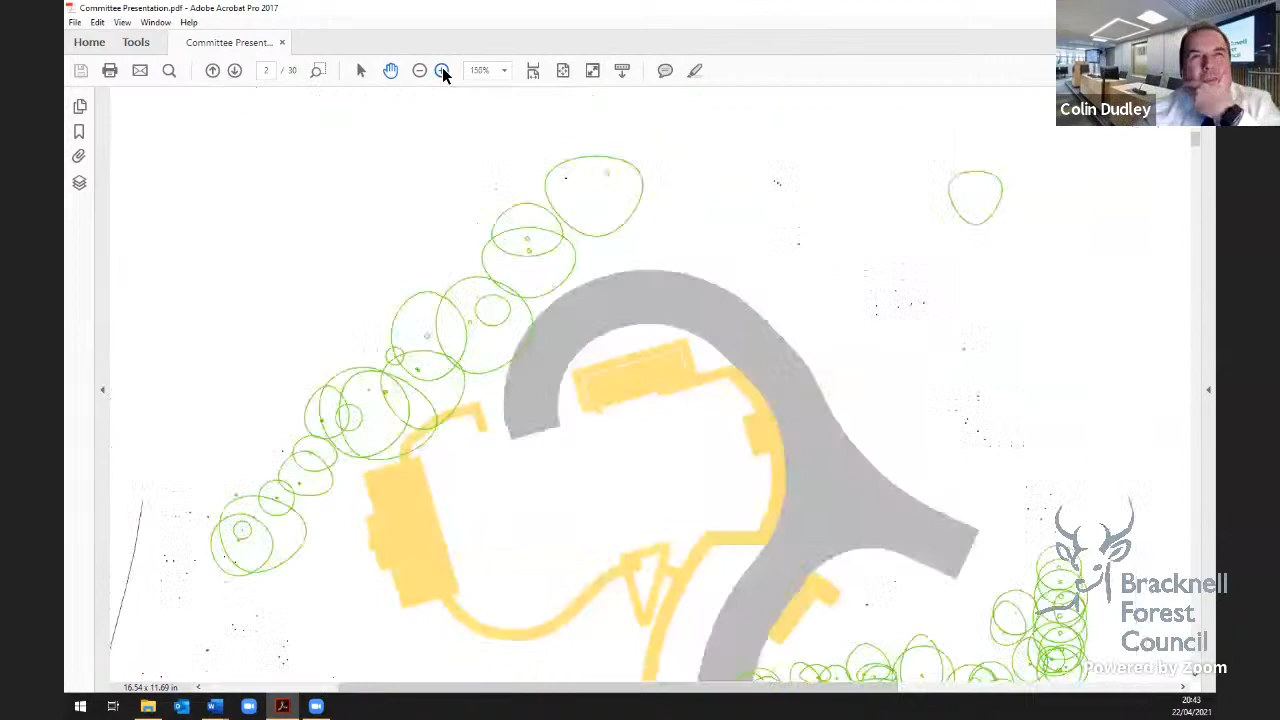 Committee Presentation.pdf - Adobe Acrobat Pro 2017
File Edit View Window Help
Home Tools Committee Present... ×
2 / 30 150%
Colin Dudley
Bracknell
Forest
Council
Powered by Zoom
16.54 x 11.69 in
20:43
22/04/2021